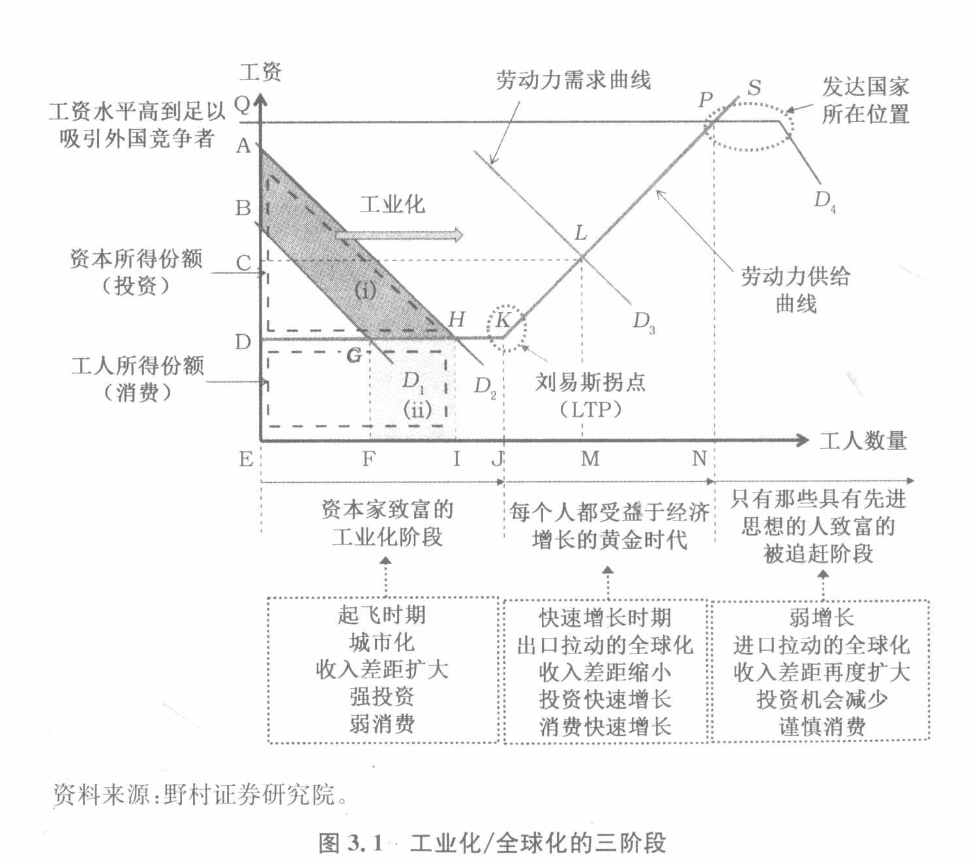 工资
劳动力需求曲线
P
S
发达国家
所在位置
工资水平高到足以
吸引外国竞争者
Q
A
工业化
D₄
B
L
资本所得份额
（投资）
C
(i)
劳动力供给
曲线
H
K
D₃
D
G
工人所得份额
（消费）
D₁
(ii)
D₂
刘易斯拐点
（LTP）
工人数量
E
F
I
J
M
N
资本家致富的
工业化阶段
每个人都受益于经济
增长的黄金时代
只有那些具有先进
思想的人致富的
被追赶阶段
起飞时期
城市化
收入差距扩大
强投资
弱消费
快速增长时期
出口拉动的全球化
收入差距缩小
投资快速增长
消费快速增长
弱增长
进口拉动的全球化
收入差距再度扩大
投资机会减少
谨慎消费
资料来源:野村证券研究院。
图 3.1 工业化/全球化的三阶段